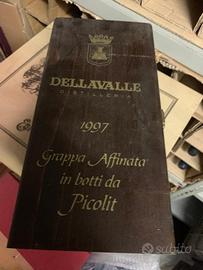 DELLAVALLE
DISTILLERIA
1997
Grappa Affinata
in botti da
Picolit
subito